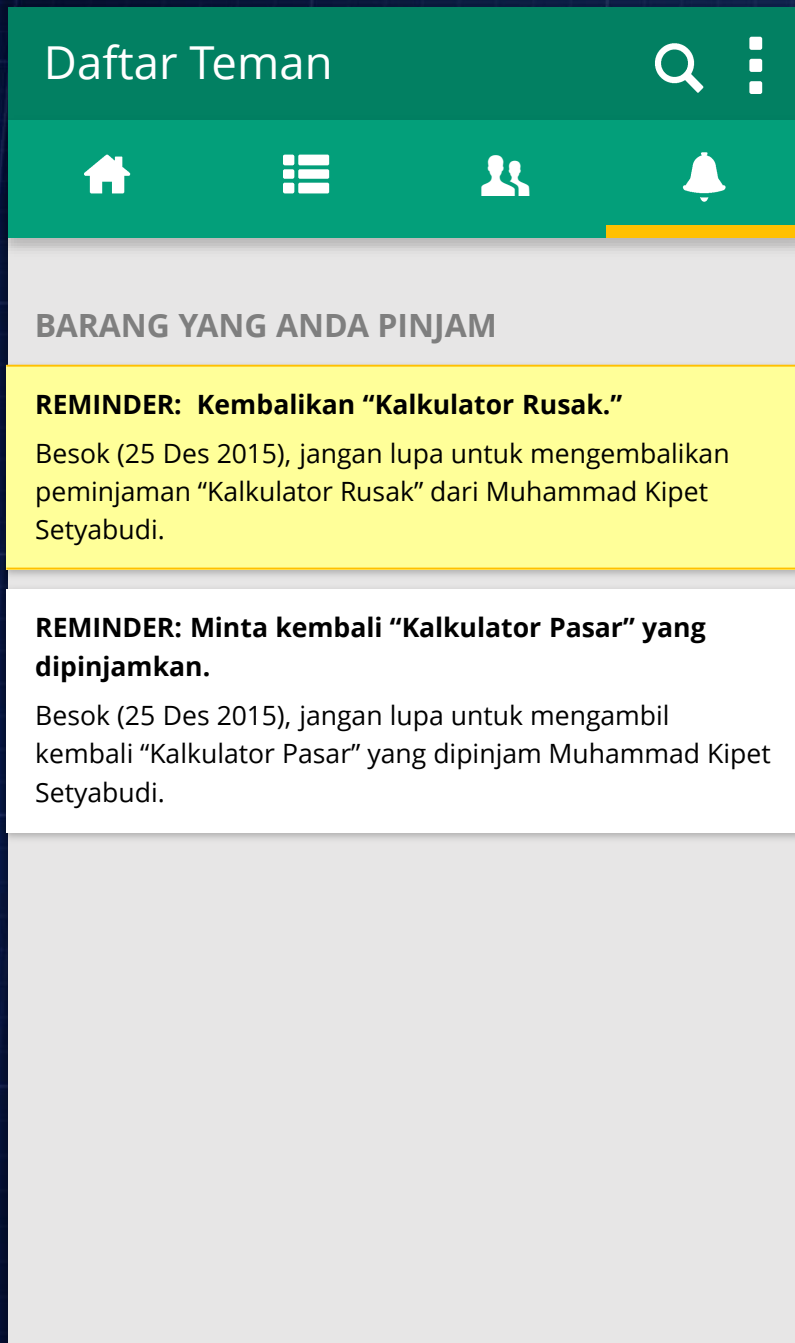 Daftar Teman
BARANG YANG ANDA PINJAM
REMINDER:  Kembalikan “Kalkulator Rusak.”
Besok (25 Des 2015), jangan lupa untuk mengembalikan
peminjaman “Kalkulator Rusak” dari Muhammad Kipet
Setyabudi.
REMINDER: Minta kembali “Kalkulator Pasar” yang
dipinjamkan.
Besok (25 Des 2015), jangan lupa untuk mengambil
kembali “Kalkulator Pasar” yang dipinjam Muhammad Kipet
Setyabudi.